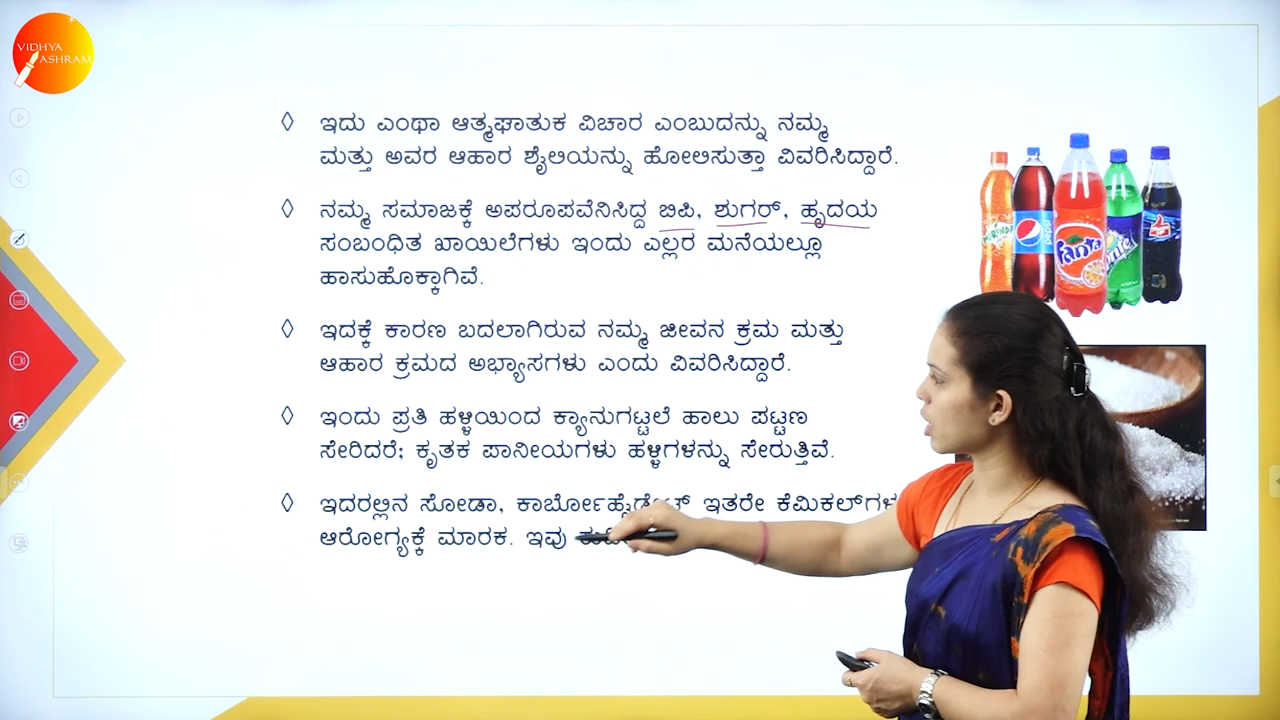 VIDHYA
ASHRAM
◊ ಇದು ಎಂಥಾ ಆತ್ಮಘಾತುಕ ವಿಚಾರ ಎಂಬುದನ್ನು ನಮ್ಮ
ಮತ್ತು ಅವರ ಆಹಾರ ಶೈಲಿಯನ್ನು ಹೋಲಿಸುತ್ತಾ ವಿವರಿಸಿದ್ದಾರೆ.
◊ ನಮ್ಮ ಸಮಾಜಕ್ಕೆ ಅಪರೂಪವೆನಿಸಿದ್ದ ಬಿಪಿ, ಶುಗರ್, ಹೃದಯ
ಸಂಬಂಧಿತ ಖಾಯಿಲೆಗಳು ಇಂದು ಎಲ್ಲರ ಮನೆಯಲ್ಲೂ
ಹಾಸುಹೊಕ್ಕಾಗಿವೆ.
◊ ಇದಕ್ಕೆ ಕಾರಣ ಬದಲಾಗಿರುವ ನಮ್ಮ ಜೀವನ ಕ್ರಮ ಮತ್ತು
ಆಹಾರ ಕ್ರಮದ ಅಭ್ಯಾಸಗಳು ಎಂದು ವಿವರಿಸಿದ್ದಾರೆ.
◊ ಇಂದು ಪ್ರತಿ ಹಳ್ಳಿಯಿಂದ ಕ್ಯಾನುಗಟ್ಟಲೆ ಹಾಲು ಪಟ್ಟಣ
ಸೇರಿದರೆ; ಕೃತಕ ಪಾನೀಯಗಳು ಹಳ್ಳಿಗಳನ್ನು ಸೇರುತ್ತಿವೆ.
◊ ಇದರಲ್ಲಿನ ಸೋಡಾ, ಕಾರ್ಬೋಹೈಡ್ರೇಟ್ ಇತರೇ ಕೆಮಿಕಲ್‌ಗಳು
ಆರೋಗ್ಯಕ್ಕೆ ಮಾರಕ. ಇವು
pepsi
Fanta